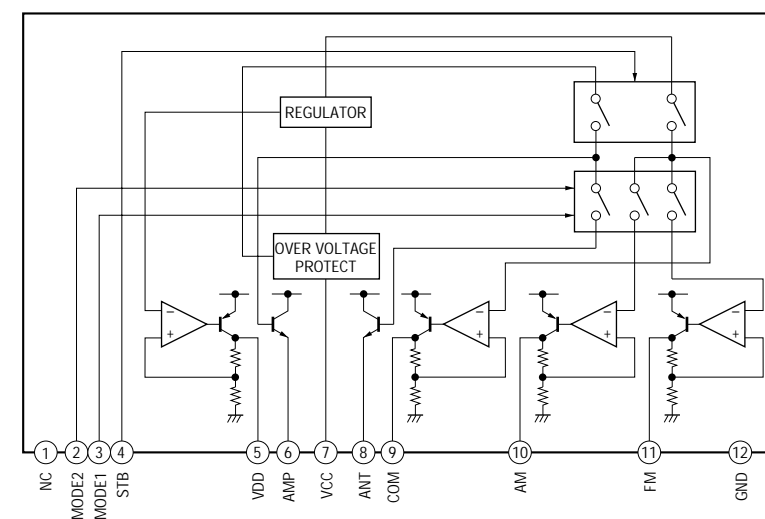 REGULATOR
OVER VOLTAGE
PROTECT
− − − −
+ + + +
1 2 3 4 5 6 7 8 9 10 11 12
NC
MODE2
MODE1
STB
VDD
AMP
VCC
ANT
COM
AM
FM
GND